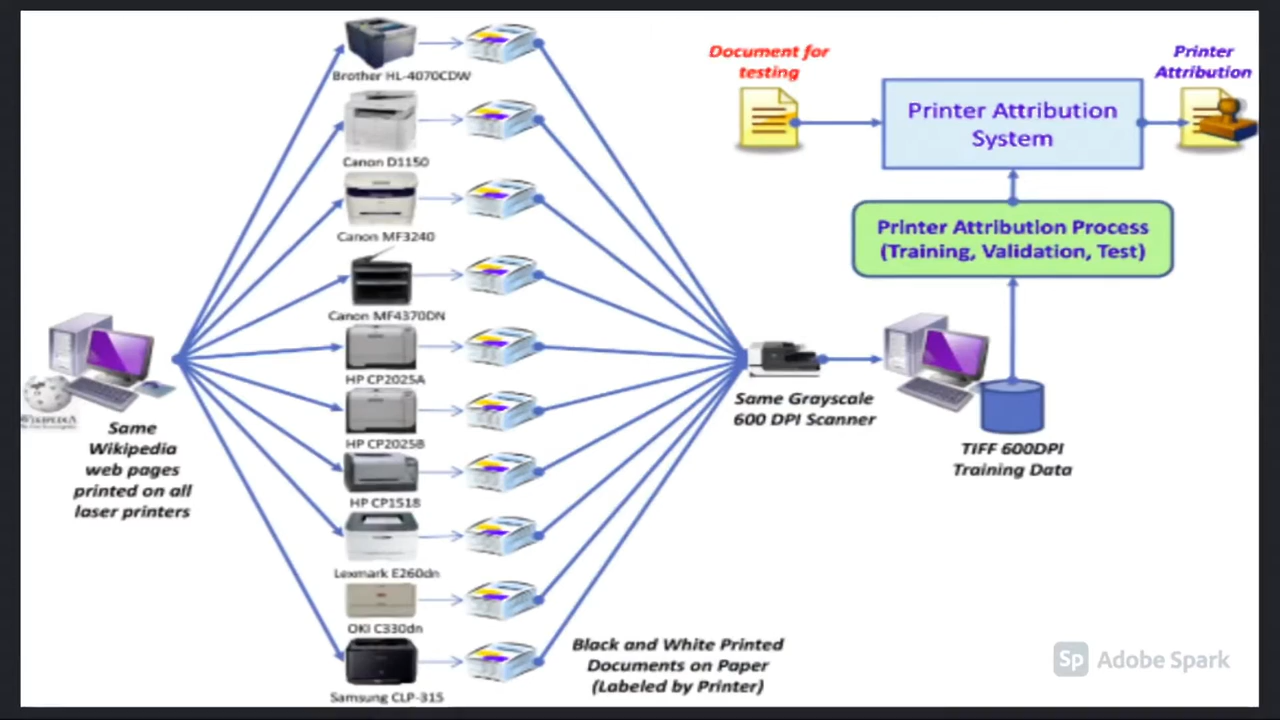 Brother HL-4070CDW
Canon D1150
Canon MF3240
Canon MF4370DN
HP CP2025A
HP CP2025B
HP CP1518
Lexmark E260dn
OKI C330dn
Samsung CLP-315
WIKIPEDIA
Same
Wikipedia
web pages
printed on all
laser printers
Black and White Printed
Documents on Paper
(Labeled by Printer)
Same Grayscale
600 DPI Scanner
TIFF 600DPI
Training Data
Printer Attribution Process
(Training, Validation, Test)
Document for
testing
Printer Attribution
System
Printer
Attribution
Sp Adobe Spark